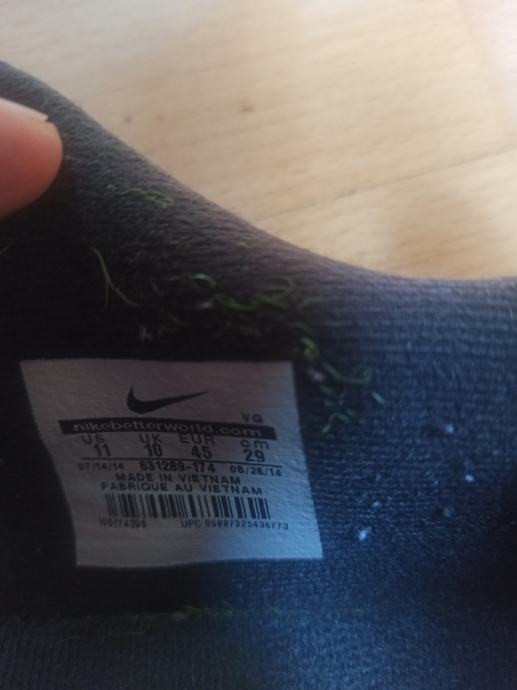 VG
nikebetterworld.com
US UK EUR cm
11 10 45 29
07/14/14 631289-174 08/26/14
MADE IN VIETNAM
FABRIQUE AU VIETNAM
UPC